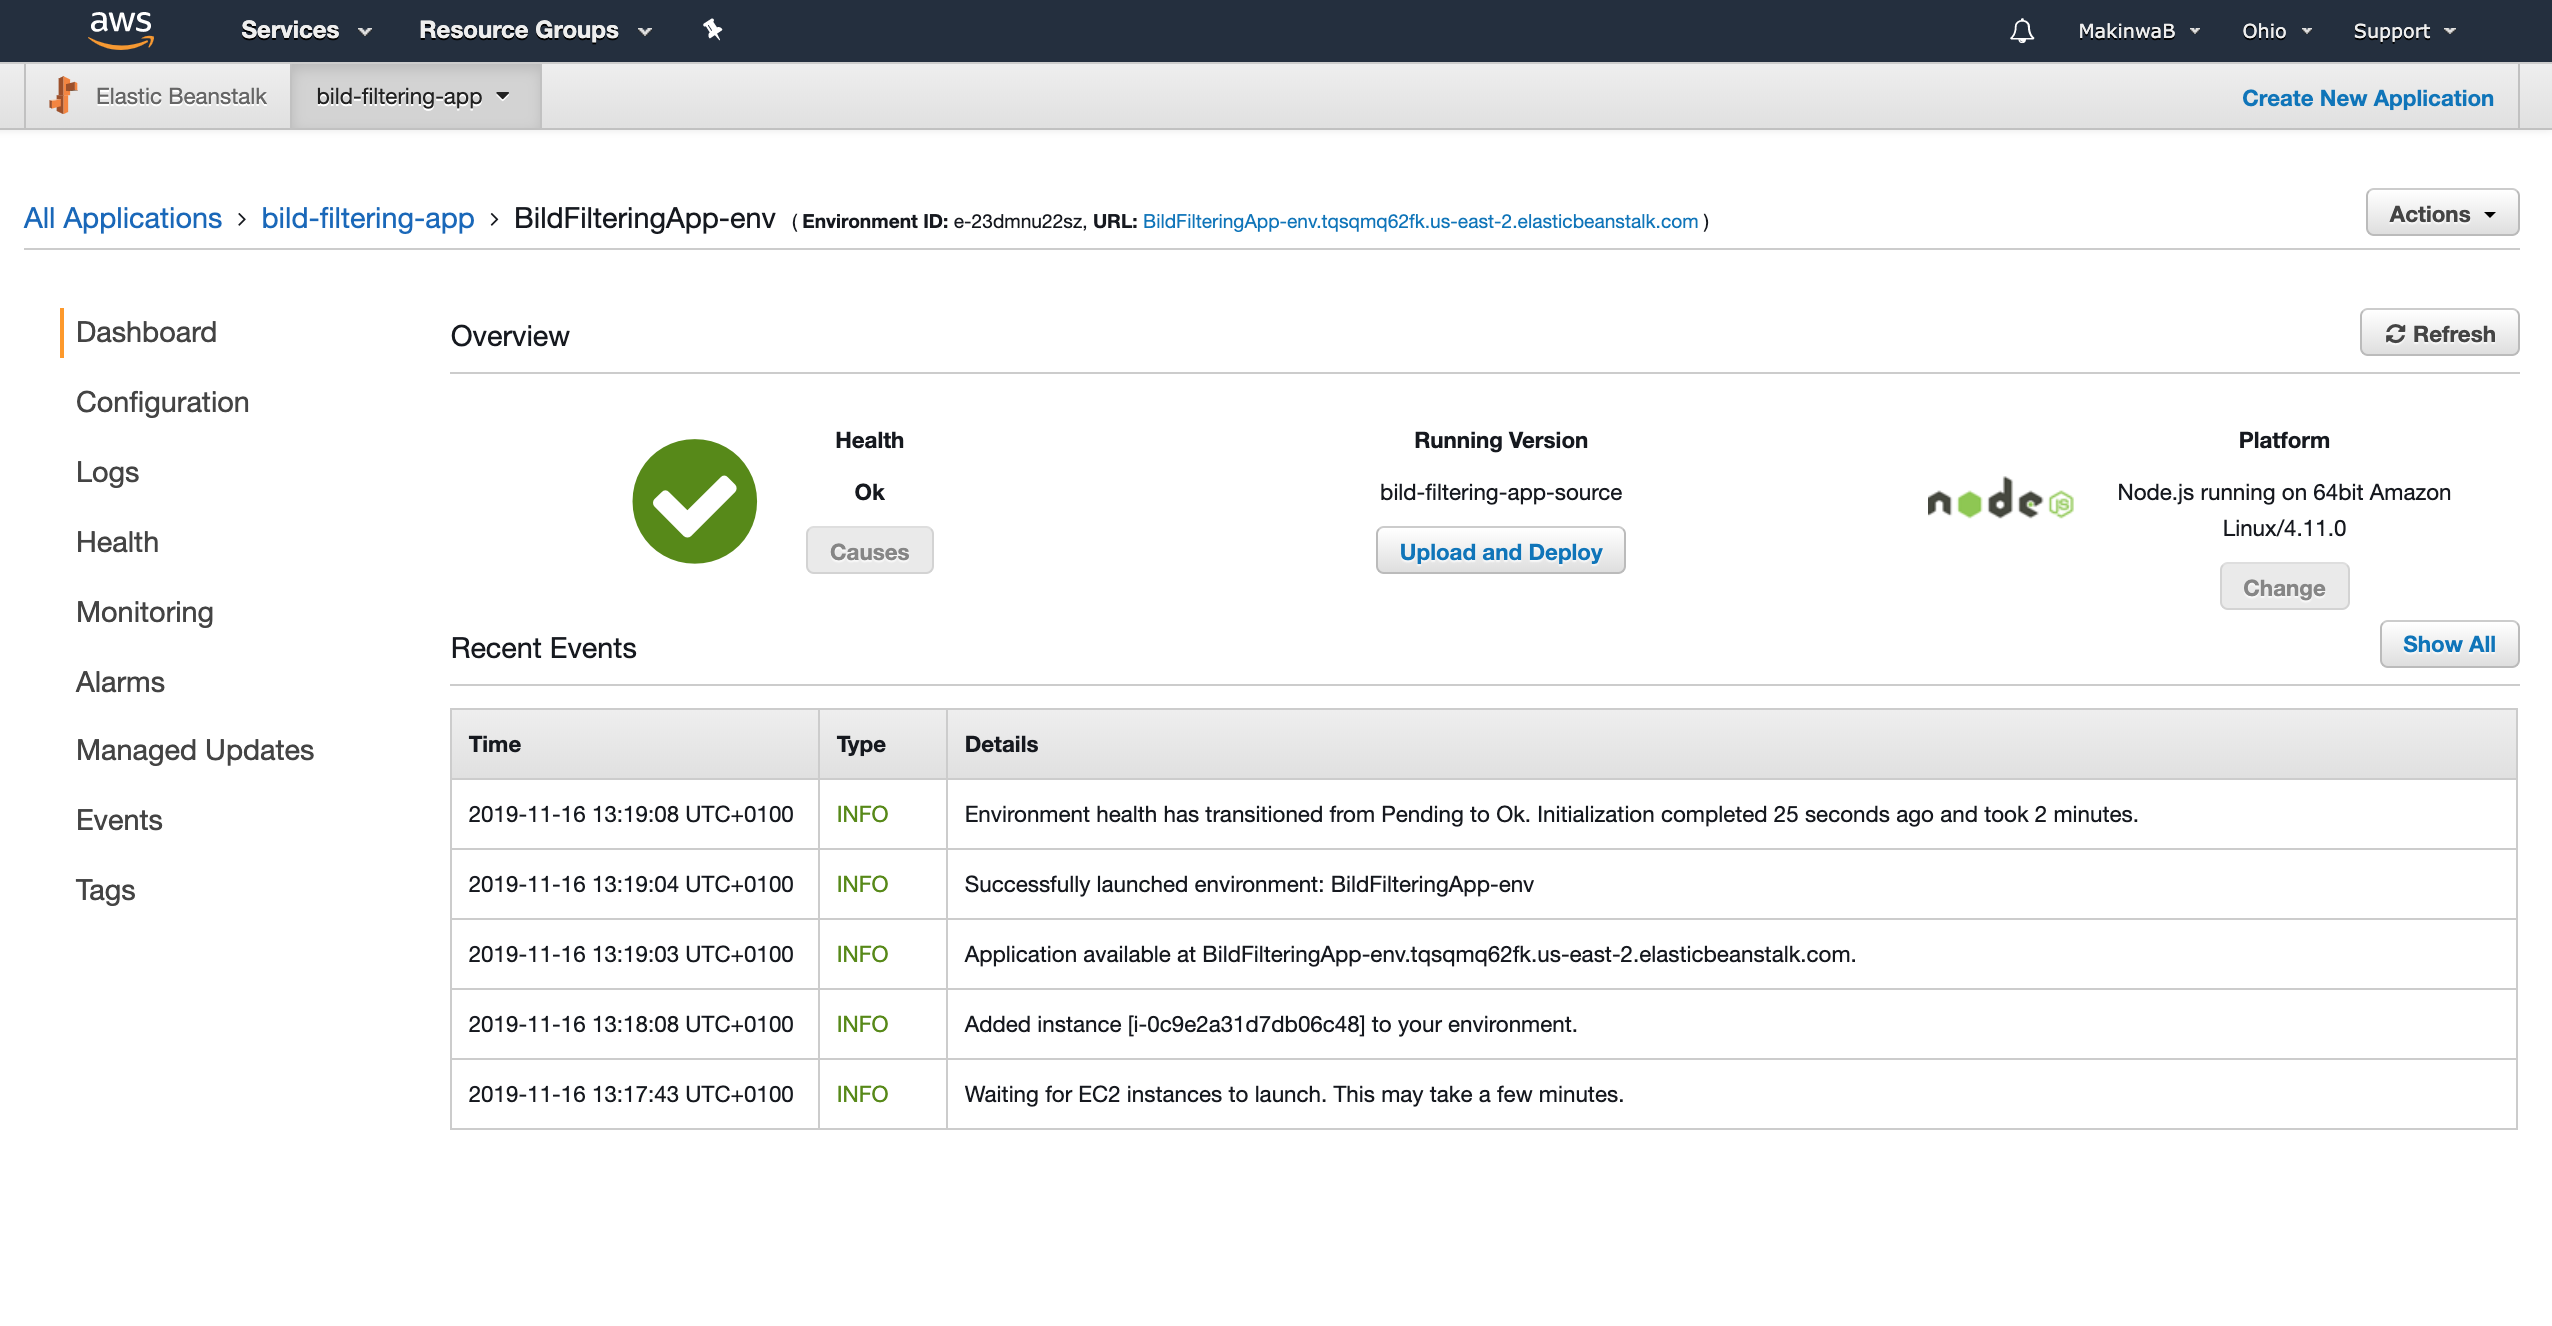 aws Services Resource Groups MakinwaB Ohio Support
Elastic Beanstalk bild-filtering-app Create New Application
All Applications › bild-filtering-app › BildFilteringApp-env ( Environment ID: e-23dmnu22sz, URL: BildFilteringApp-env.tqsqmq62fk.us-east-2.elasticbeanstalk.com )
Actions
Dashboard
Configuration
Logs
Health
Monitoring
Alarms
Managed Updates
Events
Tags
Overview
Refresh
Health
Ok
Causes
Running Version
bild-filtering-app-source
Upload and Deploy
node JS
Platform
Node.js running on 64bit Amazon
Linux/4.11.0
Change
Recent Events
Show All
Time Type Details
2019-11-16 13:19:08 UTC+0100 INFO Environment health has transitioned from Pending to Ok. Initialization completed 25 seconds ago and took 2 minutes.
2019-11-16 13:19:04 UTC+0100 INFO Successfully launched environment: BildFilteringApp-env
2019-11-16 13:19:03 UTC+0100 INFO Application available at BildFilteringApp-env.tqsqmq62fk.us-east-2.elasticbeanstalk.com.
2019-11-16 13:18:08 UTC+0100 INFO Added instance [i-0c9e2a31d7db06c48] to your environment.
2019-11-16 13:17:43 UTC+0100 INFO Waiting for EC2 instances to launch. This may take a few minutes.